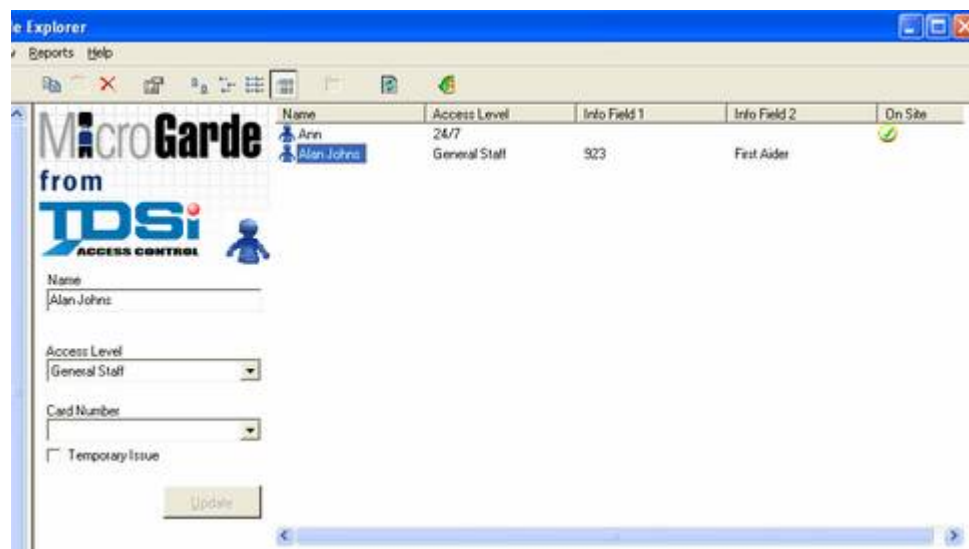 e Explorer
Reports Help
Name Access Level Info Field 1 Info Field 2 On Site
Ann 24/7
Alan Johns General Staff 923 First Aider
MicroGarde
from
TDSi
ACCESS CONTROL
Name
Alan Johns
Access Level
General Staff
Card Number
Temporary Issue
Update